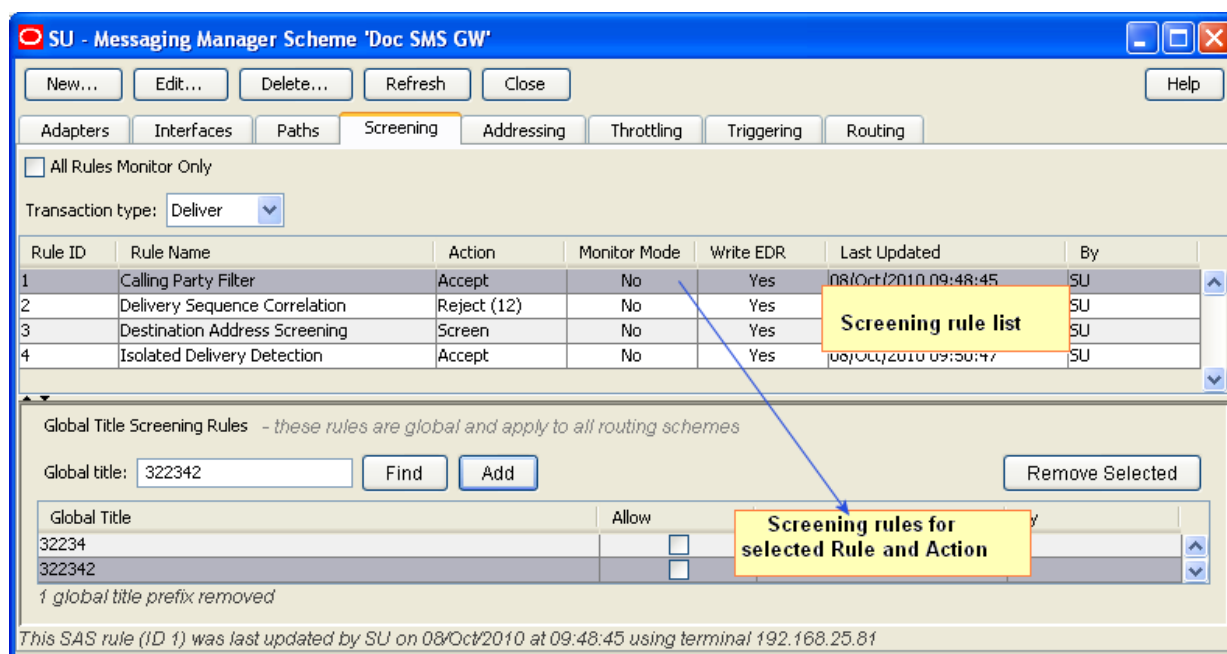 SU - Messaging Manager Scheme 'Doc SMS GW'
New... Edit... Delete... Refresh Close Help
Adapters Interfaces Paths Screening Addressing Throttling Triggering Routing
All Rules Monitor Only
Transaction type: Deliver
Rule ID Rule Name Action Monitor Mode Write EDR Last Updated By
1 Calling Party Filter Accept No Yes 08/Oct/2010 09:48:45 SU
2 Delivery Sequence Correlation Reject (12) No Yes SU
3 Destination Address Screening Screen No Yes SU
4 Isolated Delivery Detection Accept No Yes 08/Oct/2010 09:50:47 SU
Screening rule list
Global Title Screening Rules - these rules are global and apply to all routing schemes
Global title: 322342 Find Add Remove Selected
Global Title Allow
32234
322342
Screening rules for
selected Rule and Action
1 global title prefix removed
This SAS rule (ID 1) was last updated by SU on 08/Oct/2010 at 09:48:45 using terminal 192.168.25.81